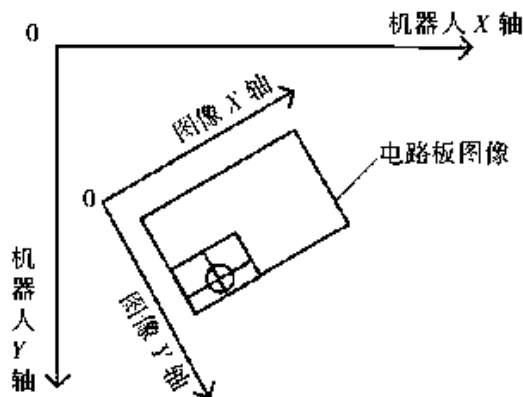 0
机器人 X 轴
图像 X 轴
电路板图像
0
机器人 Y 轴
图像 Y 轴